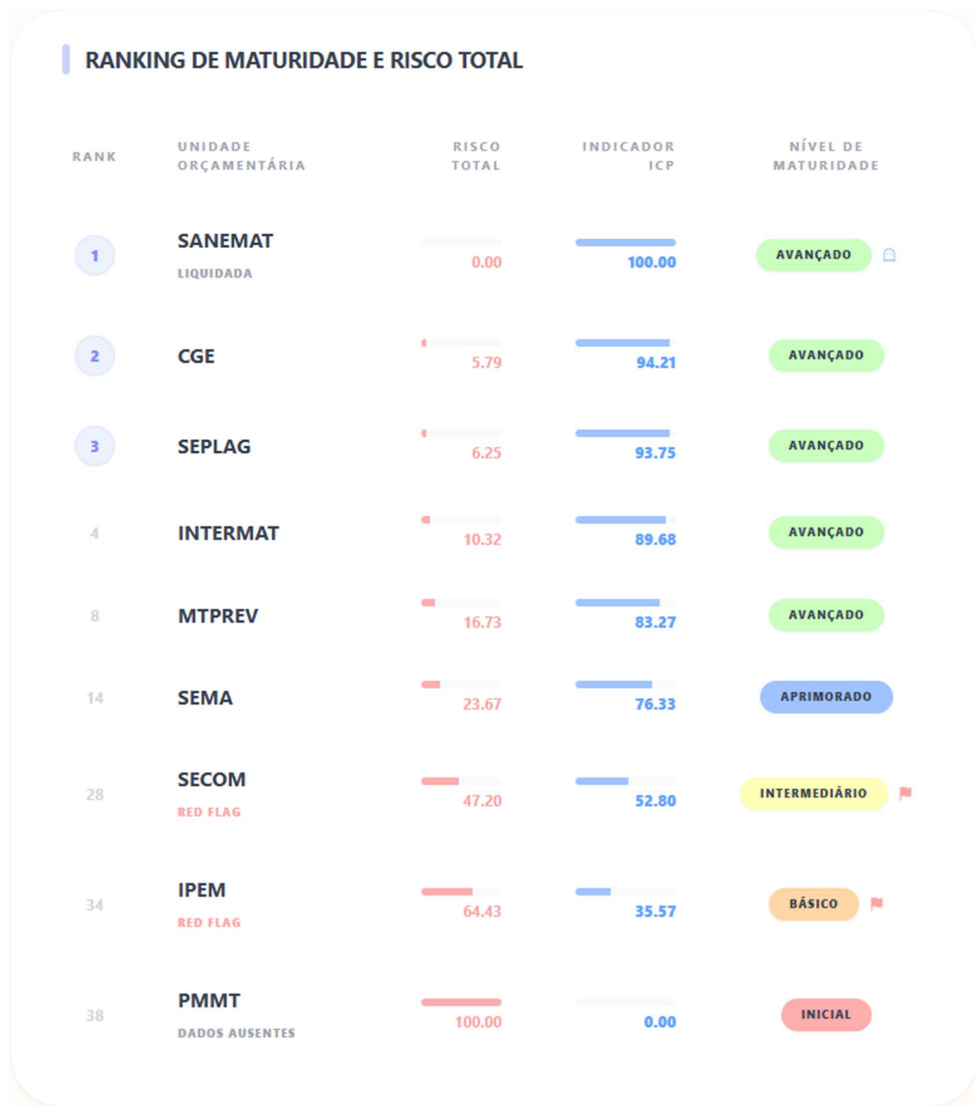 RANKING DE MATURIDADE E RISCO TOTAL
RANK
UNIDADE
ORÇAMENTÁRIA
RISCO
TOTAL
INDICADOR
ICP
NÍVEL DE
MATURIDADE
1
SANEMAT
LIQUIDADA
0.00
100.00
AVANÇADO
2
CGE
5.79
94.21
AVANÇADO
3
SEPLAG
6.25
93.75
AVANÇADO
4
INTERMAT
10.32
89.68
AVANÇADO
8
MTPREV
16.73
83.27
AVANÇADO
14
SEMA
23.67
76.33
APRIMORADO
28
SECOM
RED FLAG
47.20
52.80
INTERMEDIÁRIO
34
IPEM
RED FLAG
64.43
35.57
BÁSICO
38
PMMT
DADOS AUSENTES
100.00
0.00
INICIAL